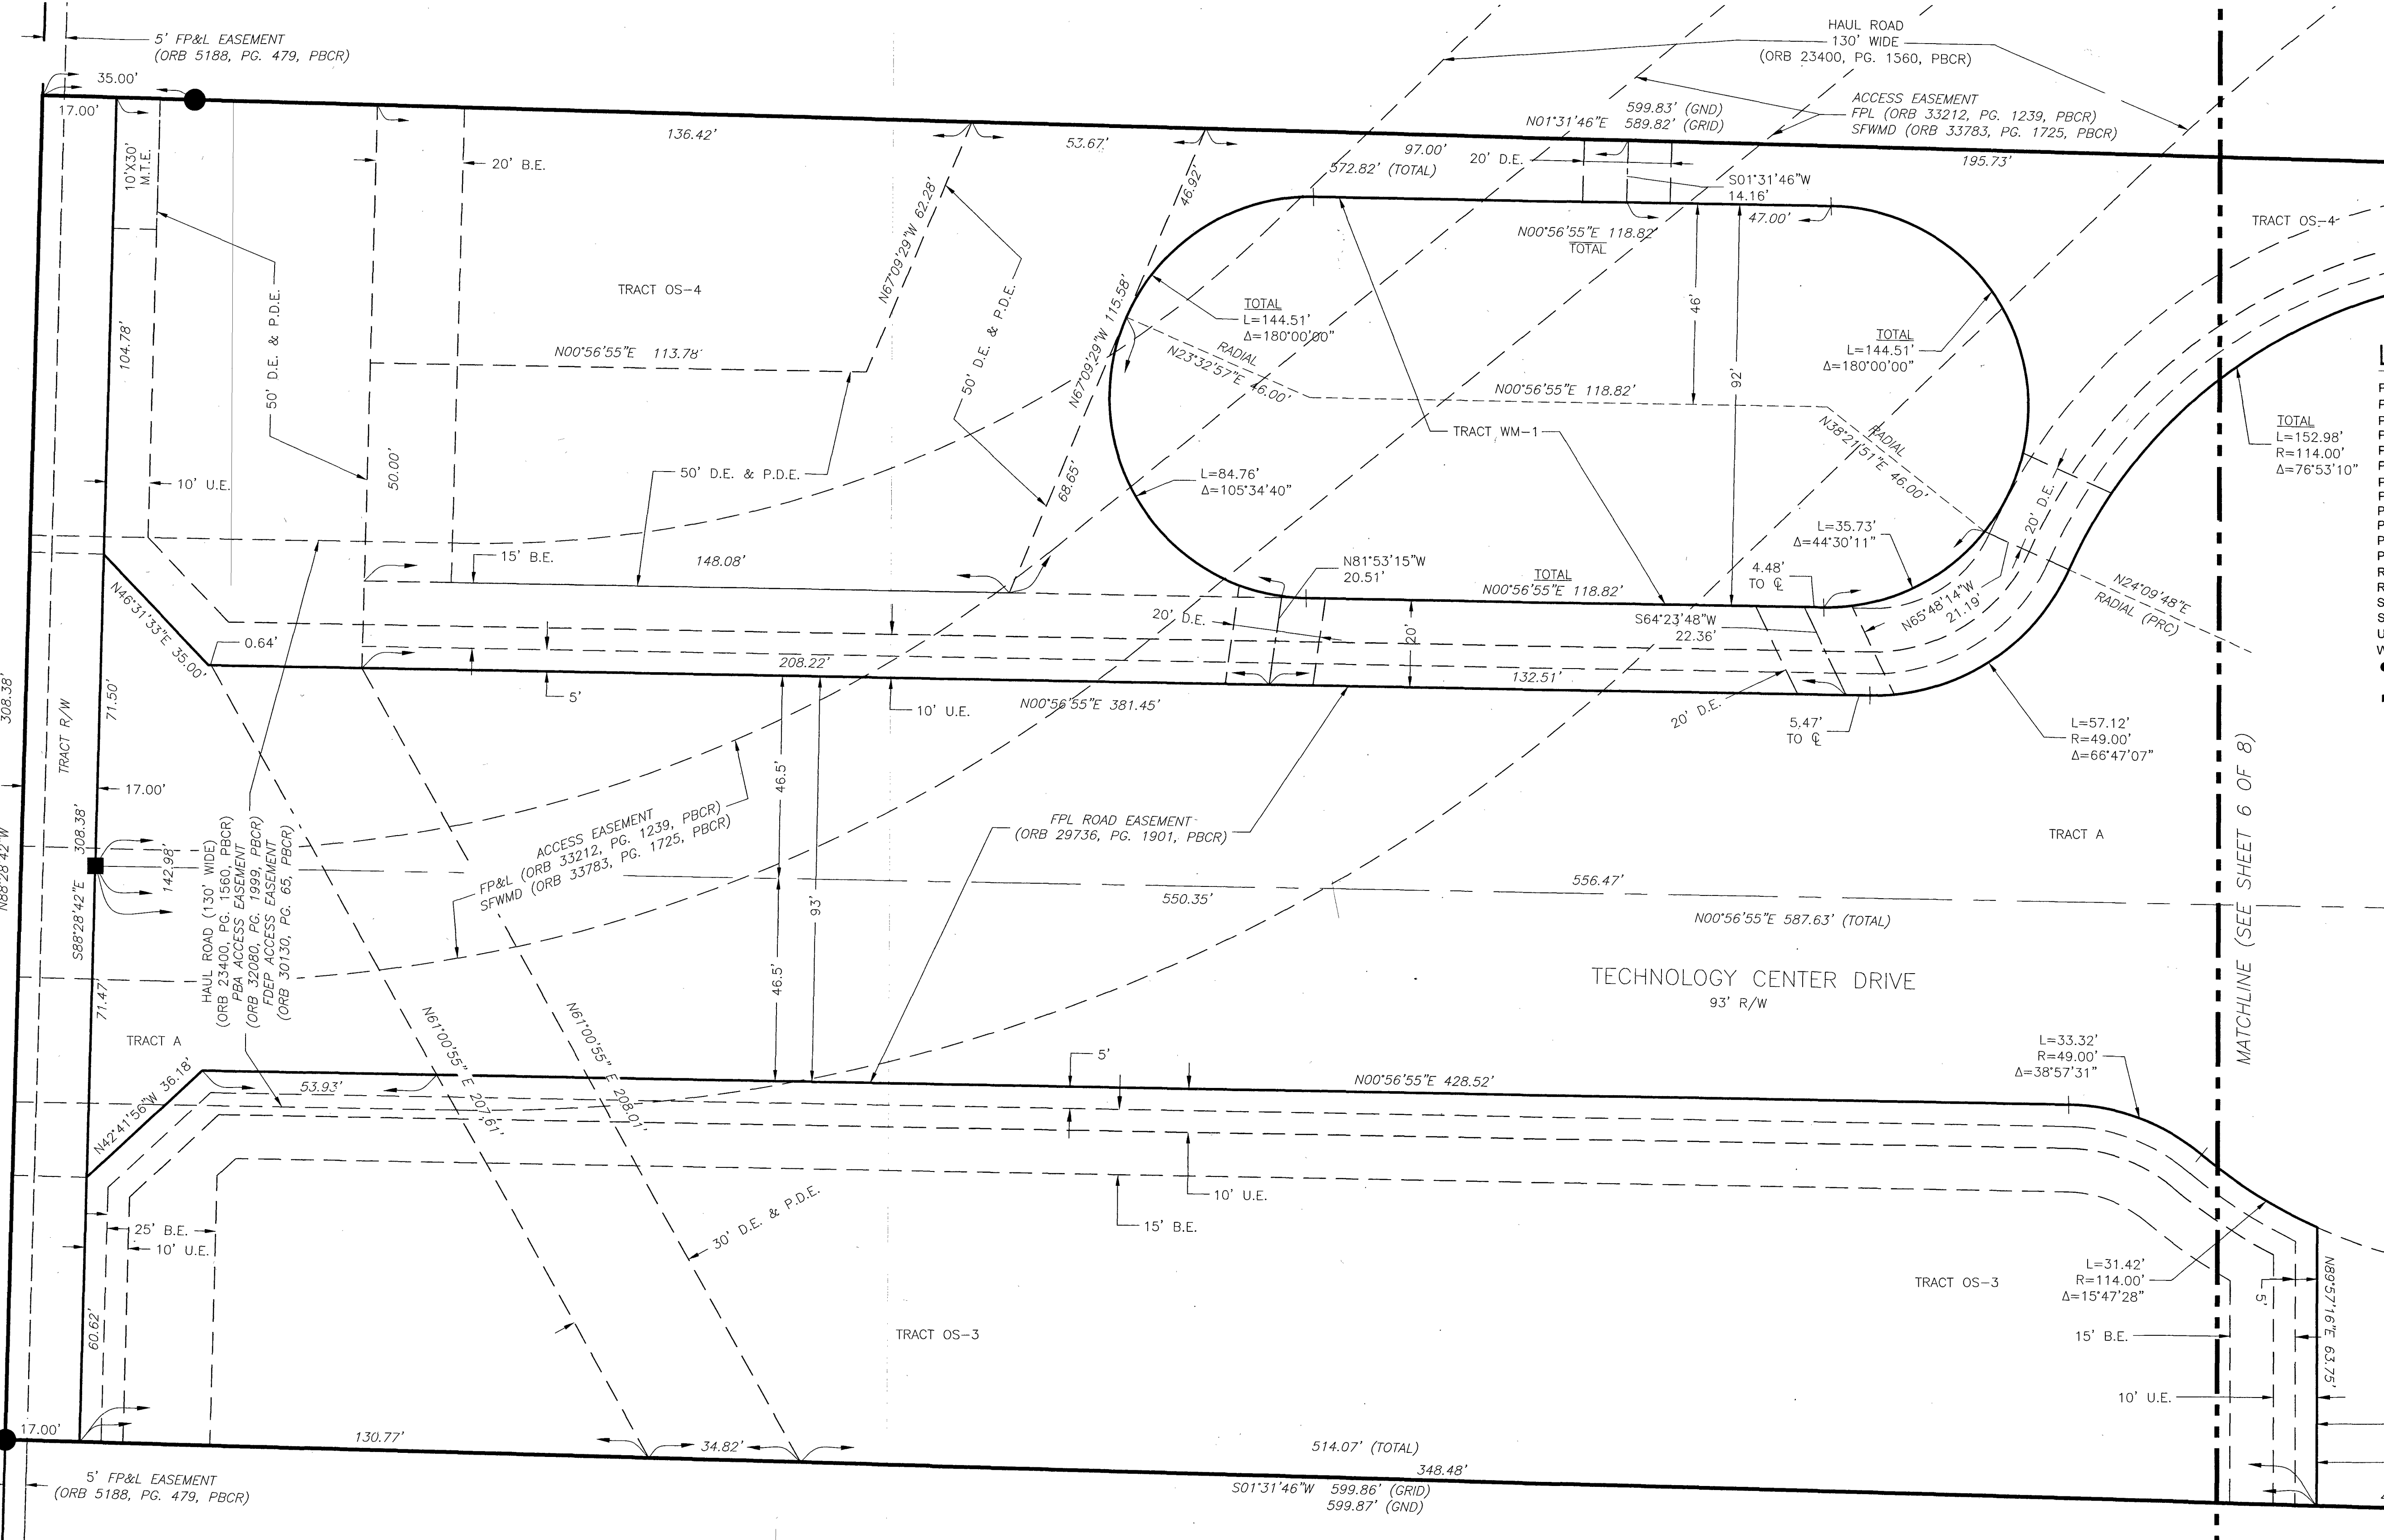 5' FP&L EASEMENT
(ORB 5188, PG. 479, PBCR)
35.00'
17.00'
10'X30'
M.T.E.
136.42'
20' B.E.
53.67'
599.83' (GND)
N01°31'46"E 589.82' (GRID)
97.00'
572.82' (TOTAL)
20' D.E.
HAUL ROAD
130' WIDE
(ORB 23400, PG. 1560, PBCR)
ACCESS EASEMENT
FPL (ORB 33212, PG. 1239, PBCR)
SFWMD (ORB 33783, PG. 1725, PBCR)
195.73'
S01°31'46"W
14.16'
47.00'
N00°56'55"E 118.82'
TOTAL
TRACT OS-4
TRACT OS-4
N67°09'29"W 62.28'
46.92'
50' D.E. & P.D.E.
50' D.E. & P.D.E.
N67°09'29"W 115.58'
104.78'
N00°56'55"E 113.78'
TOTAL
L=144.51'
Δ=180°00'00"
RADIAL
N23°32'57"E 46.00'
46'
92'
N00°56'55"E 118.82'
TOTAL
L=144.51'
Δ=180°00'00"
RADIAL
N38°21'51"E 46.00'
TOTAL
L=152.98'
R=114.00'
Δ=76°53'10"
TRACT WM-1
50.00'
10' U.E.
50' D.E. & P.D.E.
68.65'
L=84.76'
Δ=105°34'40"
20' D.E.
L=35.73'
Δ=44°30'11"
15' B.E.
148.08'
N81°53'15"W
20.51'
TOTAL
N00°56'55"E 118.82'
4.48'
TO ℄
N65°48'14"W
21.19'
N24°09'48"E
RADIAL (PRC)
N46°31'33"E 35.00'
0.64'
20' D.E.
20'
S64°23'48"W
22.36'
208.22'
132.51'
5'
10' U.E.
N00°56'55"E 381.45'
20' D.E.
5.47'
TO ℄
L=57.12'
R=49.00'
Δ=66°47'07"
308.38'
N88°28'42"W
TRACT R/W
71.50'
17.00'
S88°28'42"E 308.38'
142.98'
71.47'
HAUL ROAD (130' WIDE)
(ORB 23400, PG. 1560, PBCR)
PBA ACCESS EASEMENT
(ORB 32080, PG. 1999, PBCR)
FDEP ACCESS EASEMENT
(ORB 30130, PG. 65, PBCR)
ACCESS EASEMENT
FP&L (ORB 33212, PG. 1239, PBCR)
SFWMD (ORB 33783, PG. 1725, PBCR)
46.5'
93'
46.5'
FPL ROAD EASEMENT
(ORB 29736, PG. 1901, PBCR)
TRACT A
MATCHLINE (SEE SHEET 6 OF 8)
556.47'
550.35'
N00°56'55"E 587.63' (TOTAL)
TECHNOLOGY CENTER DRIVE
93' R/W
TRACT A
N61°00'55"E 207.61'
N61°00'55"E 208.01'
N42°41'56"W 36.18'
53.93'
5'
N00°56'55"E 428.52'
L=33.32'
R=49.00'
Δ=38°57'31"
10' U.E.
15' B.E.
25' B.E.
10' U.E.
30' D.E. & P.D.E.
TRACT OS-3
L=31.42'
R=114.00'
Δ=15°47'28"
N89°57'16"E 63.75'
5'
15' B.E.
10' U.E.
60.62'
TRACT OS-3
17.00'
130.77'
34.82'
514.07' (TOTAL)
348.48'
S01°31'46"W 599.86' (GRID)
599.87' (GND)
5' FP&L EASEMENT
(ORB 5188, PG. 479, PBCR)